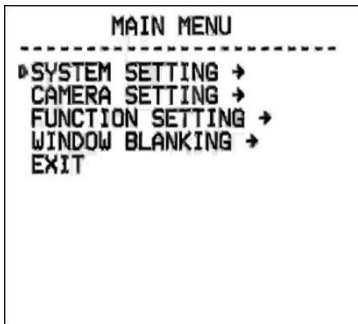 MAIN MENU
SYSTEM SETTING →
CAMERA SETTING →
FUNCTION SETTING →
WINDOW BLANKING →
EXIT